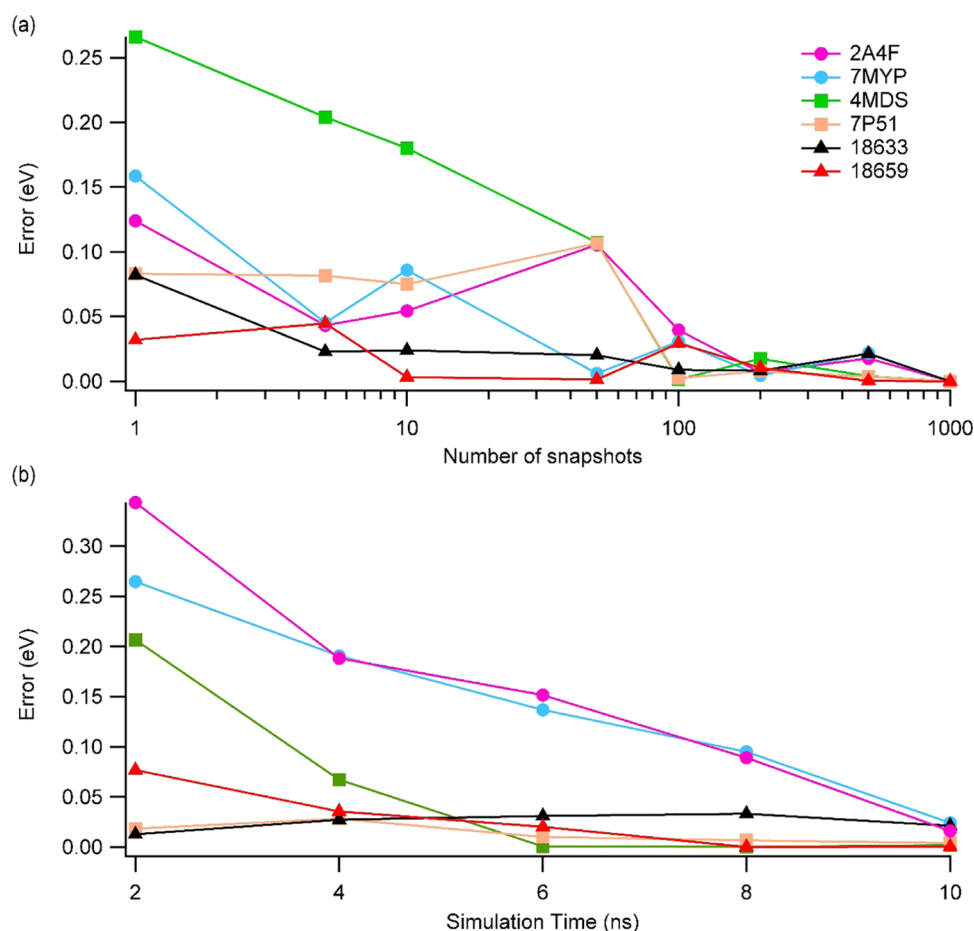 (a)
0.25
0.20
0.15
0.10
0.05
0.00
Error (eV)
2A4F
7MYP
4MDS
7P51
18633
18659
1 10 100 1000
Number of snapshots
(b)
0.30
0.25
0.20
0.15
0.10
0.05
0.00
Error (eV)
2 4 6 8 10
Simulation Time (ns)